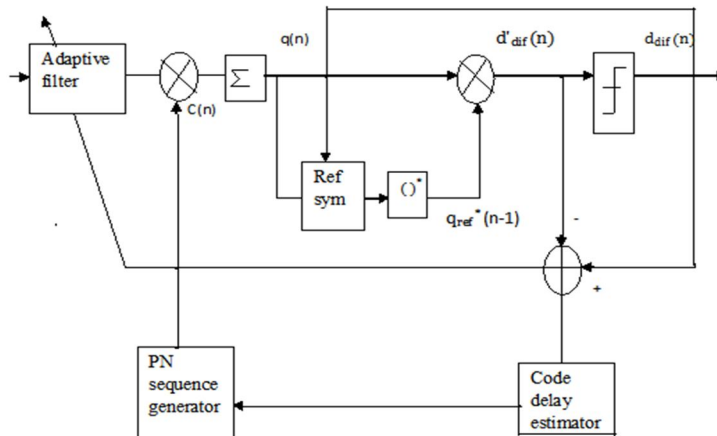 q(n)
d'dif(n)
ddif(n)
Adaptive
filter
Σ
C(n)
Ref
sym
()*
qref*(n-1)
-
+
PN
sequence
generator
Code
delay
estimator